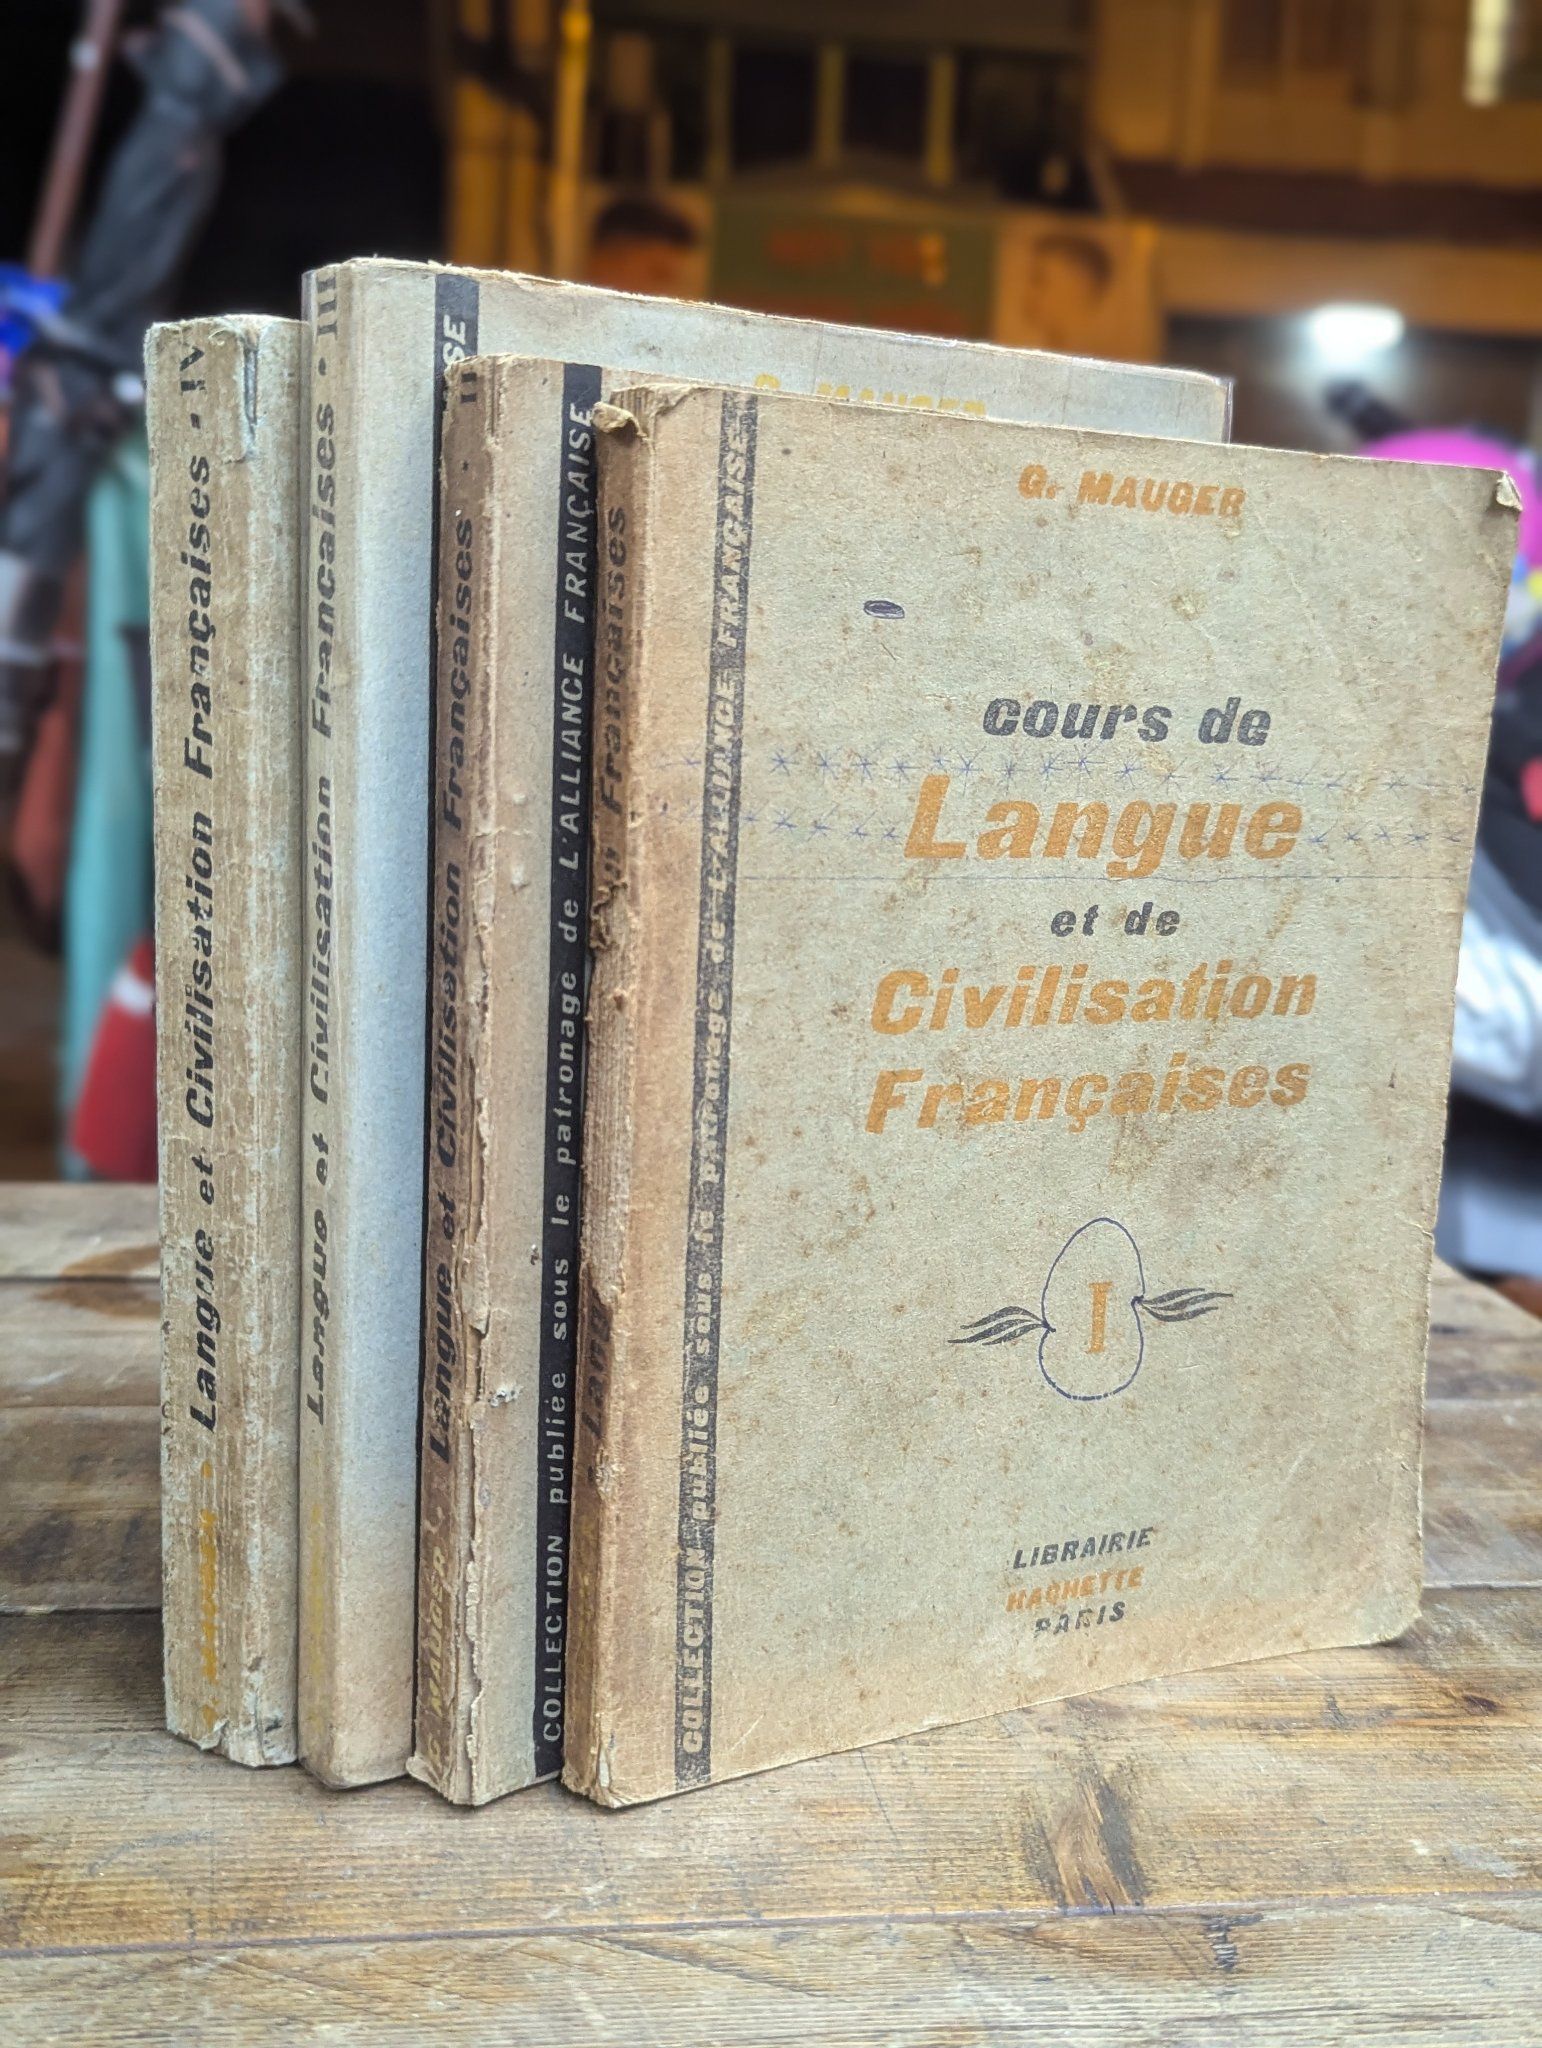 Langue et Civilisation Françaises • IV
Langue et Civilisation Françaises • III
G. MAUGER
G. MAUGER Langue et Civilisation Françaises • II
COLLECTION publiée sous le patronage de L'ALLIANCE FRANÇAISE
Langue Françaises
COLLECTION publiée sous le patronage de L'ALLIANCE FRANÇAISE
G. MAUGER
cours de
Langue
et de
Civilisation
Françaises
I
LIBRAIRIE
HACHETTE
PARIS